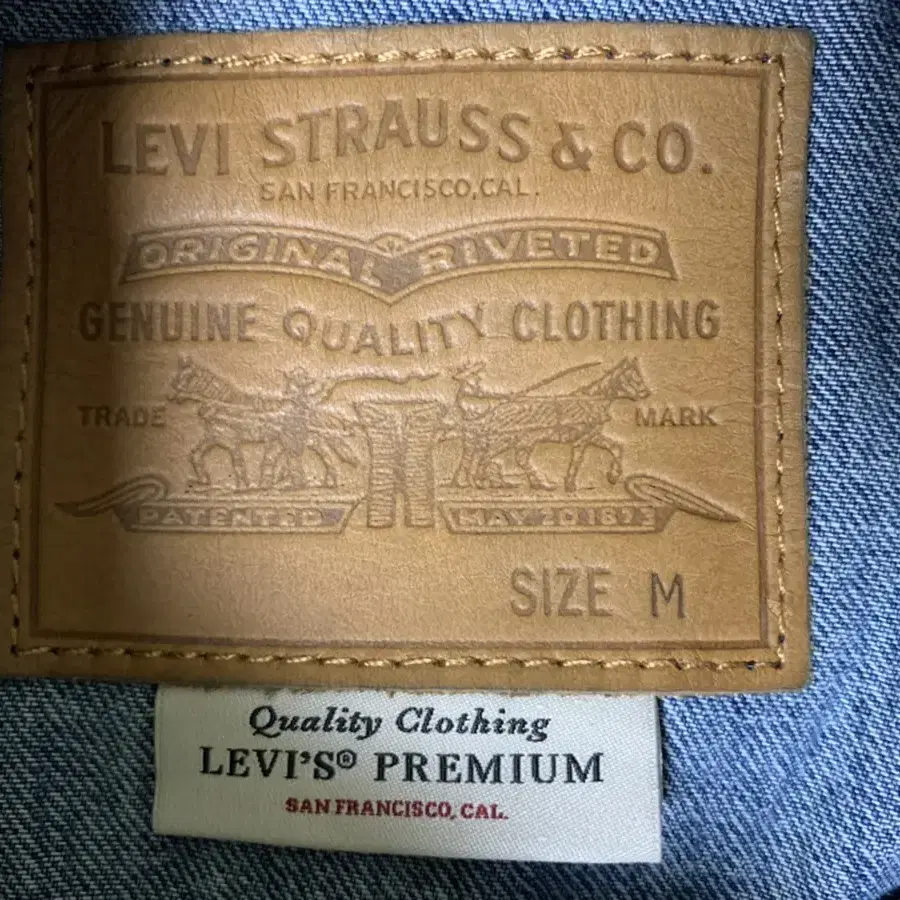 LEVI STRAUSS & CO.
SAN FRANCISCO, CAL.
ORIGINAL RIVETED
GENUINE QUALITY CLOTHING
TRADE MARK
PATENTED MAY 20 1873
SIZE M
Quality Clothing
LEVI'S® PREMIUM
SAN FRANCISCO, CAL.